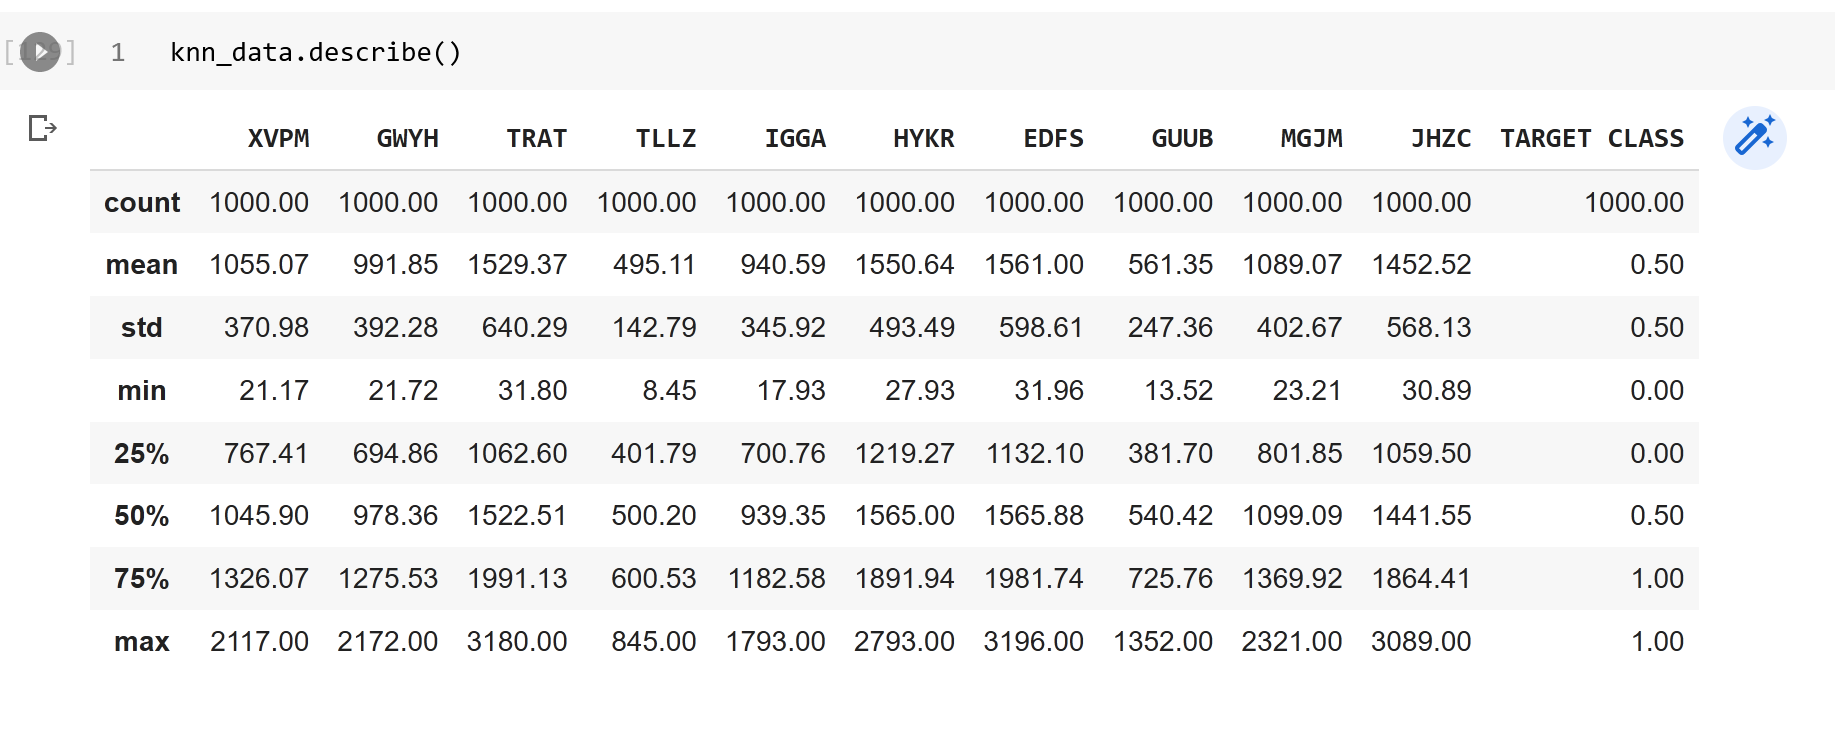 1 knn_data.describe()
XVPM GWYH TRAT TLLZ IGGA HYKR EDFS GUUB MGJM JHZC TARGET CLASS
count 1000.00 1000.00 1000.00 1000.00 1000.00 1000.00 1000.00 1000.00 1000.00 1000.00 1000.00
mean 1055.07 991.85 1529.37 495.11 940.59 1550.64 1561.00 561.35 1089.07 1452.52 0.50
std 370.98 392.28 640.29 142.79 345.92 493.49 598.61 247.36 402.67 568.13 0.50
min 21.17 21.72 31.80 8.45 17.93 27.93 31.96 13.52 23.21 30.89 0.00
25% 767.41 694.86 1062.60 401.79 700.76 1219.27 1132.10 381.70 801.85 1059.50 0.00
50% 1045.90 978.36 1522.51 500.20 939.35 1565.00 1565.88 540.42 1099.09 1441.55 0.50
75% 1326.07 1275.53 1991.13 600.53 1182.58 1891.94 1981.74 725.76 1369.92 1864.41 1.00
max 2117.00 2172.00 3180.00 845.00 1793.00 2793.00 3196.00 1352.00 2321.00 3089.00 1.00